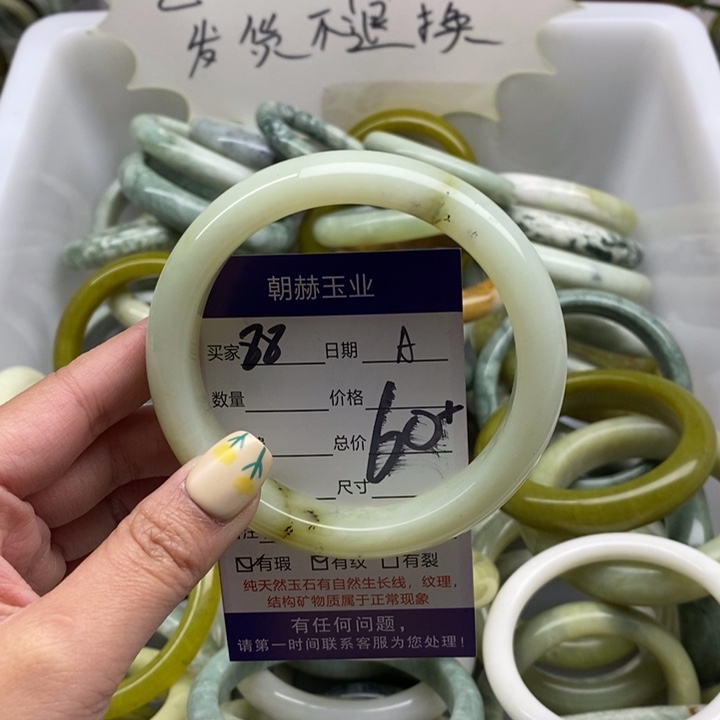 发货不退换
朝赫玉业
买家 88 日期 A
数量 价格
总价 60+
尺寸
☑有瑕 ☑有纹 ☐有裂
纯天然玉石有自然生长线，纹理，
结构矿物质属于正常现象
有任何问题，
请第一时间联系客服为您处理！